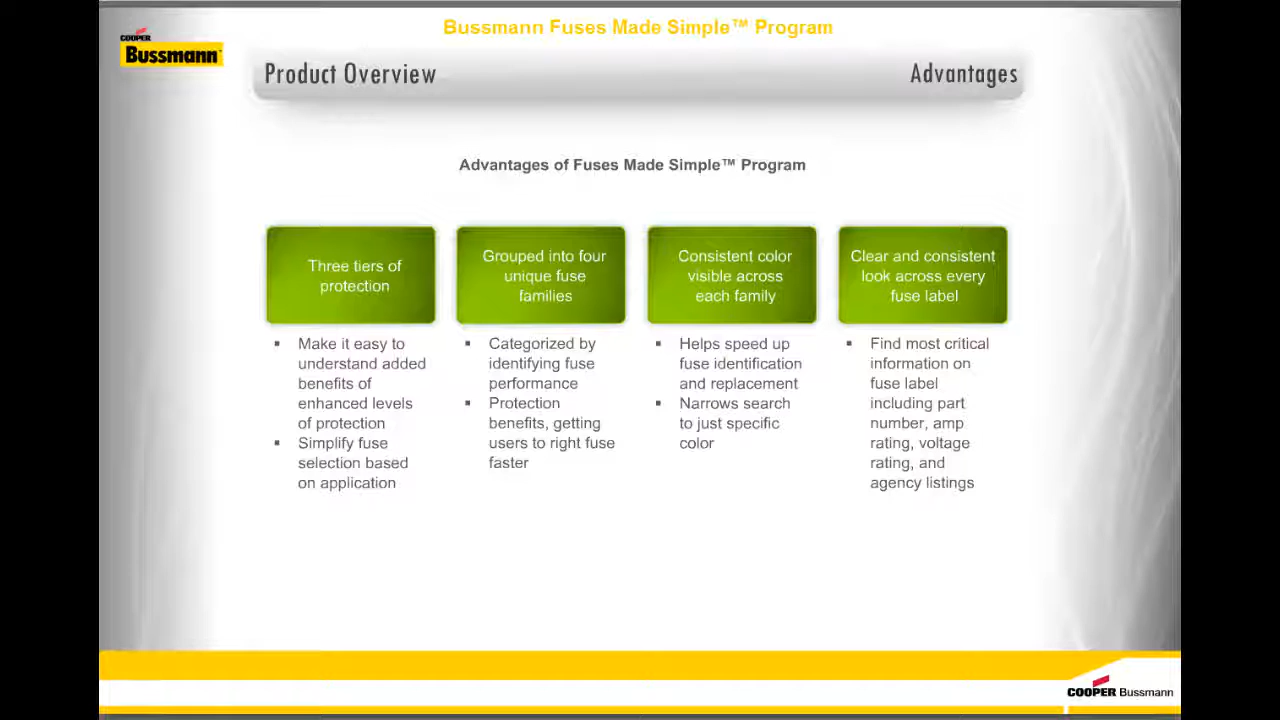 Bussmann Fuses Made Simple™ Program
COOPER
Bussmann
Product Overview
Advantages
Advantages of Fuses Made Simple™ Program
Three tiers of
protection
Make it easy to
understand added
benefits of
enhanced levels
of protection
Simplify fuse
selection based
on application
Grouped into four
unique fuse
families
Categorized by
identifying fuse
performance
Protection
benefits, getting
users to right fuse
faster
Consistent color
visible across
each family
Helps speed up
fuse identification
and replacement
Narrows search
to just specific
color
Clear and consistent
look across every
fuse label
Find most critical
information on
fuse label
including part
number, amp
rating, voltage
rating, and
agency listings
COOPER Bussmann